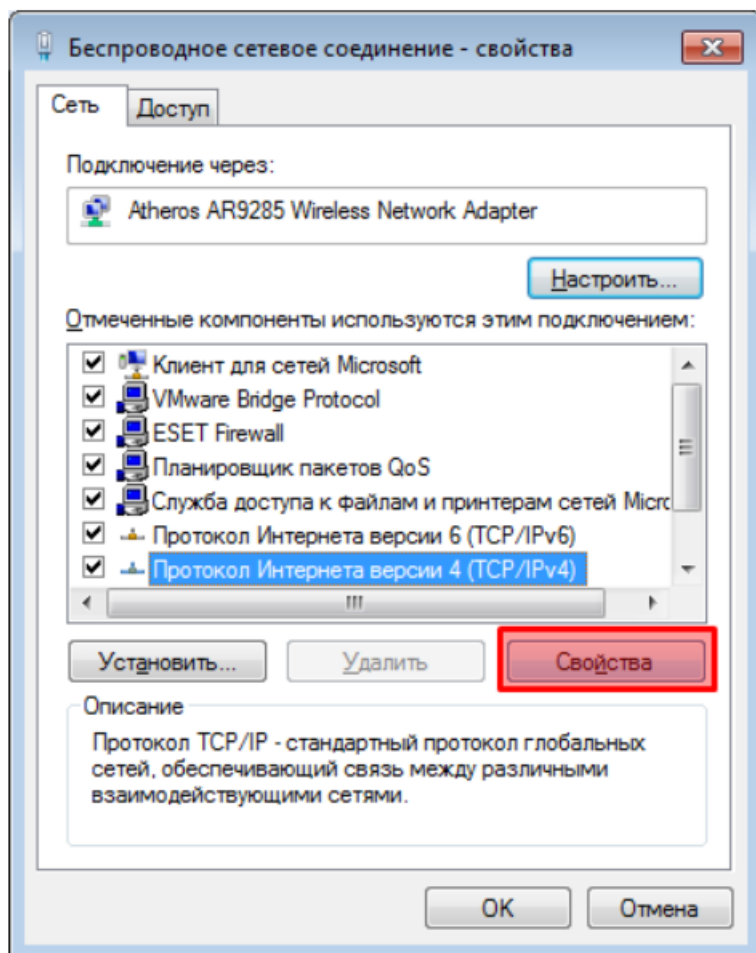 Беспроводное сетевое соединение - свойства
Сеть
Доступ
Подключение через:
Atheros AR9285 Wireless Network Adapter
Настроить...
Отмеченные компоненты используются этим подключением:
Клиент для сетей Microsoft
VMware Bridge Protocol
ESET Firewall
Планировщик пакетов QoS
Служба доступа к файлам и принтерам сетей Micro
Протокол Интернета версии 6 (TCP/IPv6)
Протокол Интернета версии 4 (TCP/IPv4)
Установить...
Удалить
Свойства
Описание
Протокол TCP/IP - стандартный протокол глобальных
сетей, обеспечивающий связь между различными
взаимодействующими сетями.
OK
Отмена